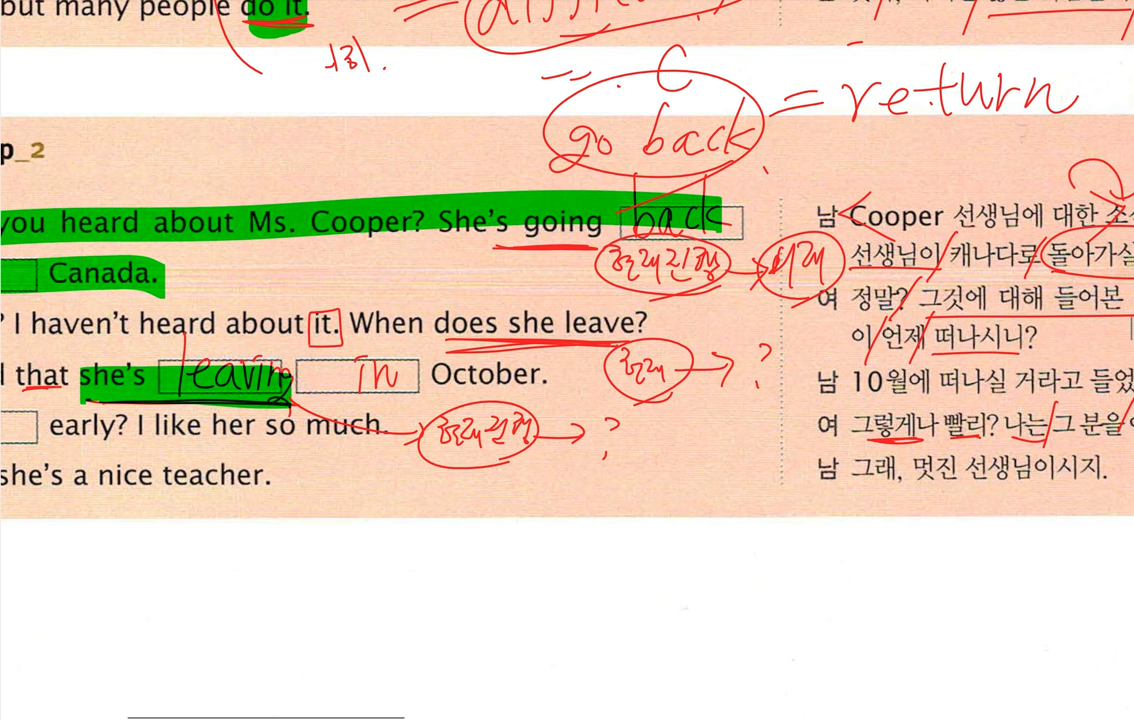 but many people do it.
go back = return
p_2
you heard about Ms. Cooper? She's going back
Canada.
? I haven't heard about it. When does she leave?
that she's leaving in October.
early? I like her so much.
she's a nice teacher.
현재진행 → 미래
현재 → ?
현재진행 → ?
남 Cooper 선생님에 대한
선생님이 캐나다로 돌아가실
여 정말? 그것에 대해 들어본
이 언제 떠나시니?
남 10월에 떠나실 거라고 들었
여 그렇게나 빨리? 나는 그 분을
남 그래, 멋진 선생님이시지.